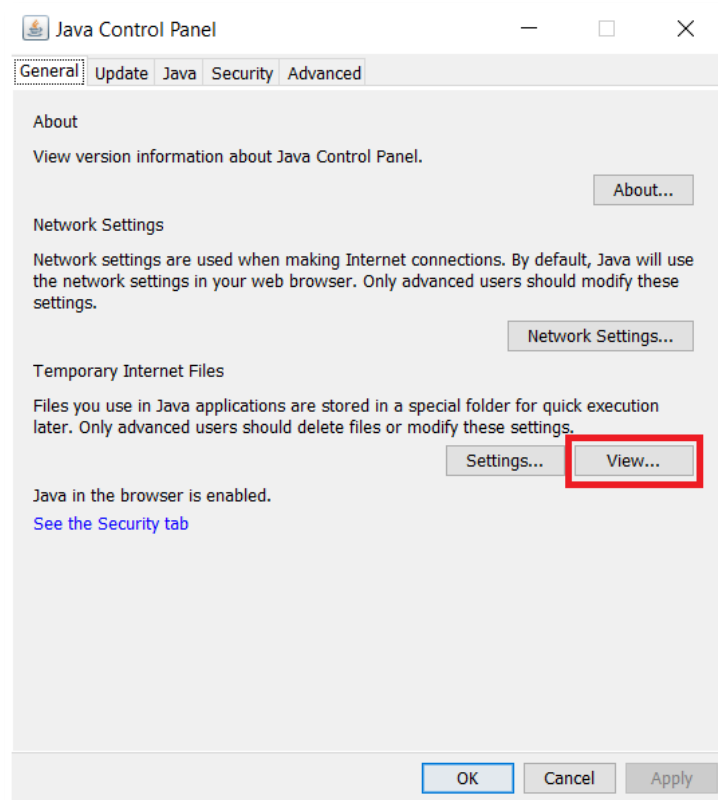 Java Control Panel
General Update Java Security Advanced
About
View version information about Java Control Panel.
About...
Network Settings
Network settings are used when making Internet connections. By default, Java will use
the network settings in your web browser. Only advanced users should modify these
settings.
Network Settings...
Temporary Internet Files
Files you use in Java applications are stored in a special folder for quick execution
later. Only advanced users should delete files or modify these settings.
Settings... View...
Java in the browser is enabled.
See the Security tab
OK Cancel Apply